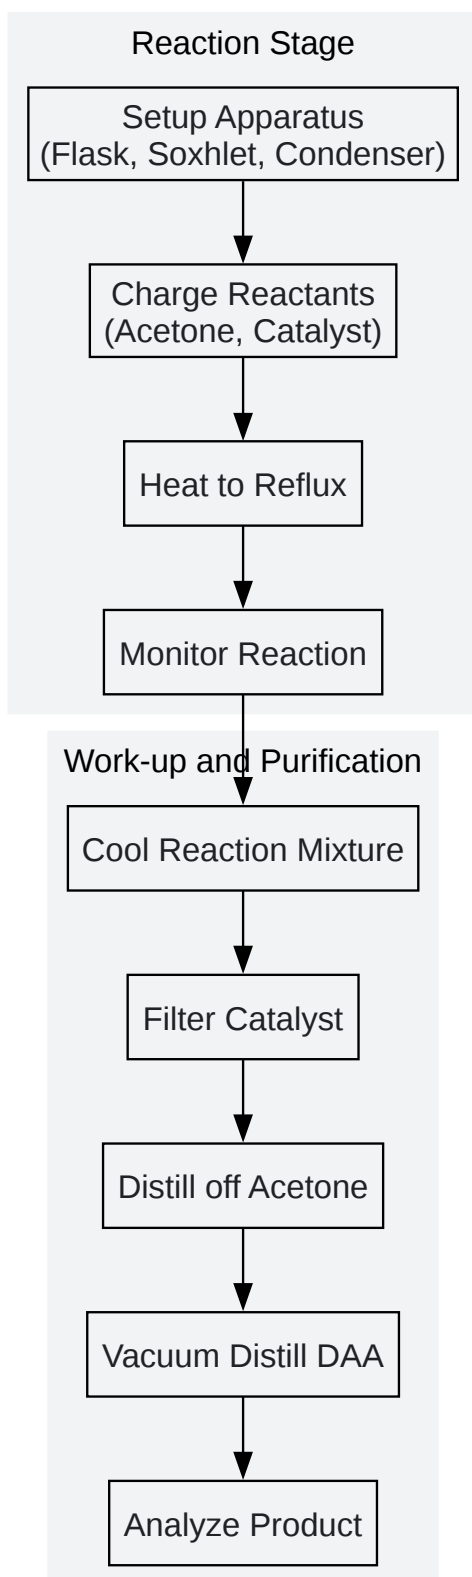 Reaction Stage
Setup Apparatus
(Flask, Soxhlet, Condenser)
Charge Reactants
(Acetone, Catalyst)
Heat to Reflux
Monitor Reaction
Work-up and Purification
Cool Reaction Mixture
Filter Catalyst
Distill off Acetone
Vacuum Distill DAA
Analyze Product